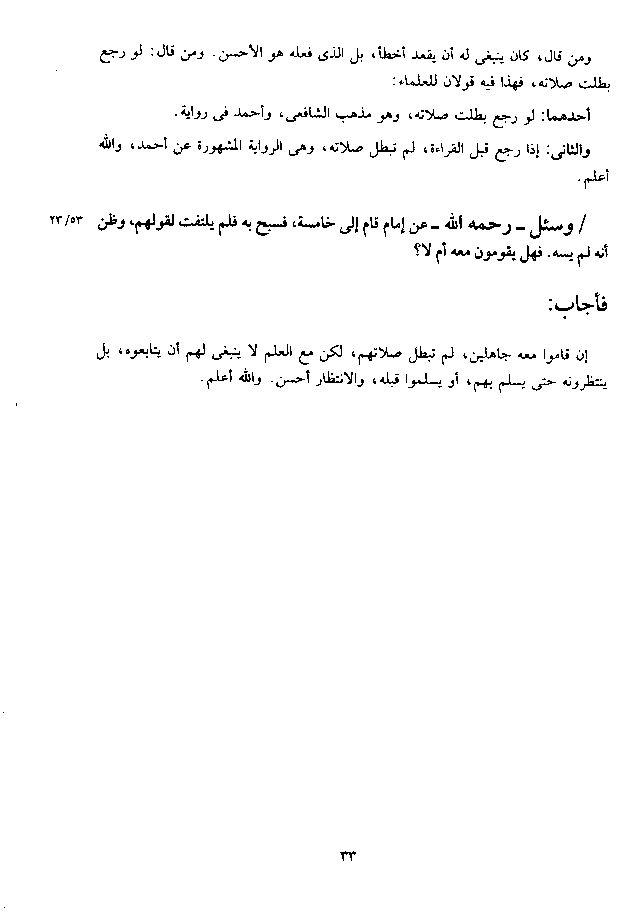 ومن قال، كان ينبغى له أن يقعد أخطأ، بل الذى فعله هو الأحسن. ومن قال: لو رجع
بطلت صلاته، فهذا فيه قولان للعلماء:
أحدهما: لو رجع بطلت صلاته، وهو مذهب الشافعى، وأحمد فى رواية.
والثانى: إذا رجع قبل القراءة، لم تبطل صلاته، وهى الرواية المشهورة عن أحمد، والله
أعلم.
/ وسئل ـ رحمه الله ـ عن إمام قام إلى خامسة، فسبح به فلم يلتفت لقولهم، وظن ٢٣/٥٣
أنه لم يسه. فهل يقومون معه أم لا؟
فأجاب:
إن قاموا معه جاهلين، لم تبطل صلاتهم، لكن مع العلم لا ينبغى لهم أن يتابعوه، بل
ينتظرونه حتى يسلم بهم، أو يسلموا قبله، والانتظار أحسن. والله أعلم.
٣٣